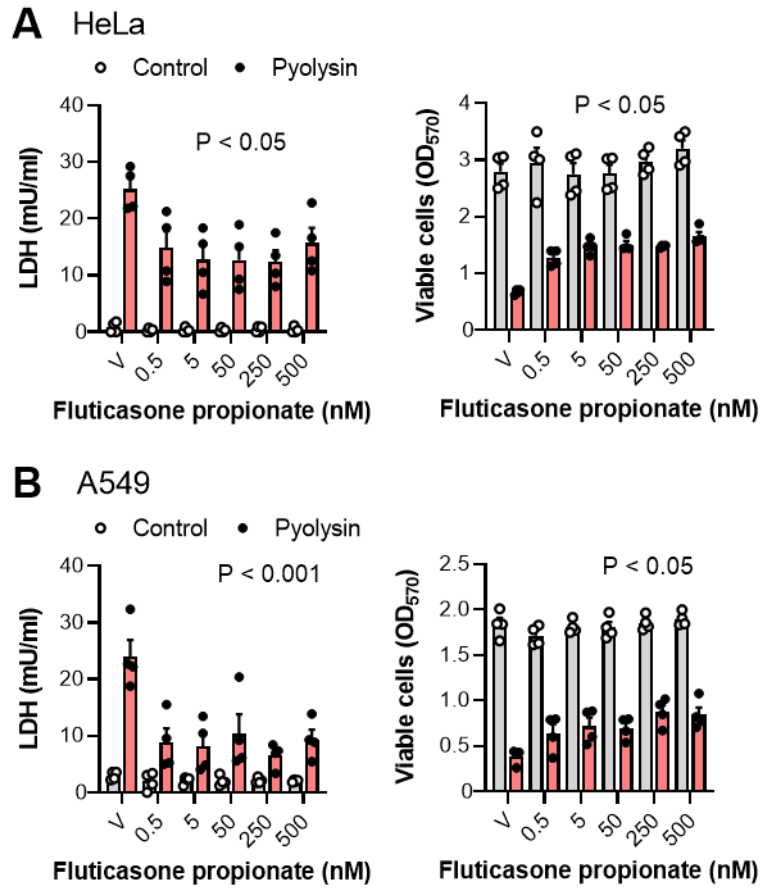 A HeLa
Control Pyolysin
40
30
20
10
0
LDH (mU/ml)
P < 0.05
V 0.5 5 50 250 500
Fluticasone propionate (nM)
4
3
2
1
0
Viable cells (OD570)
P < 0.05
V 0.5 5 50 250 500
Fluticasone propionate (nM)
B A549
Control Pyolysin
40
30
20
10
0
LDH (mU/ml)
P < 0.001
V 0.5 5 50 250 500
Fluticasone propionate (nM)
2.5
2.0
1.5
1.0
0.5
0
Viable cells (OD570)
P < 0.05
V 0.5 5 50 250 500
Fluticasone propionate (nM)